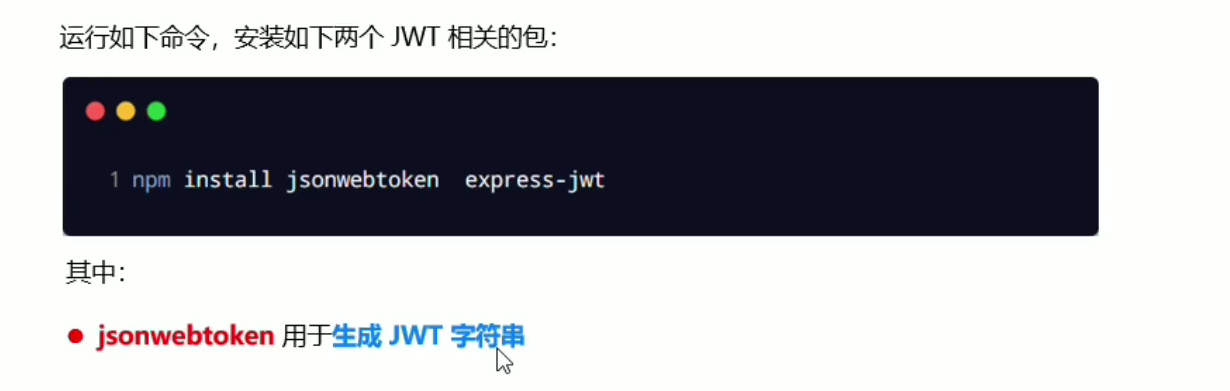 运行如下命令，安装如下两个 JWT 相关的包：
1 npm install jsonwebtoken express-jwt
其中：
● jsonwebtoken 用于生成 JWT 字符串